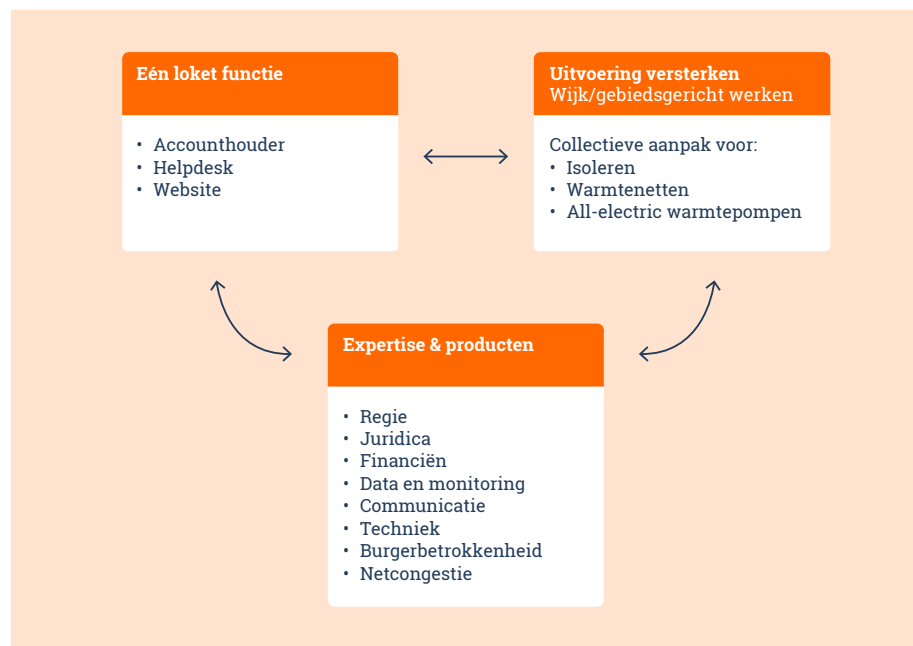 Eén loket functie
• Accounthouder
• Helpdesk
• Website
Uitvoering versterken
Wijk/gebiedsgericht werken
Collectieve aanpak voor:
• Isoleren
• Warmtenetten
• All-electric warmtepompen
Expertise & producten
• Regie
• Juridica
• Financiën
• Data en monitoring
• Communicatie
• Techniek
• Burgerbetrokkenheid
• Netcongestie